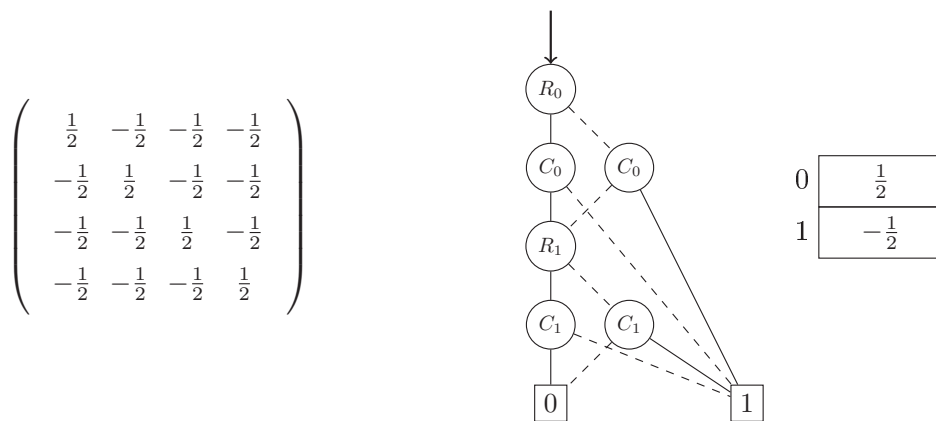 1/2 −1/2 −1/2 −1/2
−1/2 1/2 −1/2 −1/2
−1/2 −1/2 1/2 −1/2
−1/2 −1/2 −1/2 1/2
R₀
C₀ C₀
R₁
C₁ C₁
0 1
0 1/2
1 −1/2